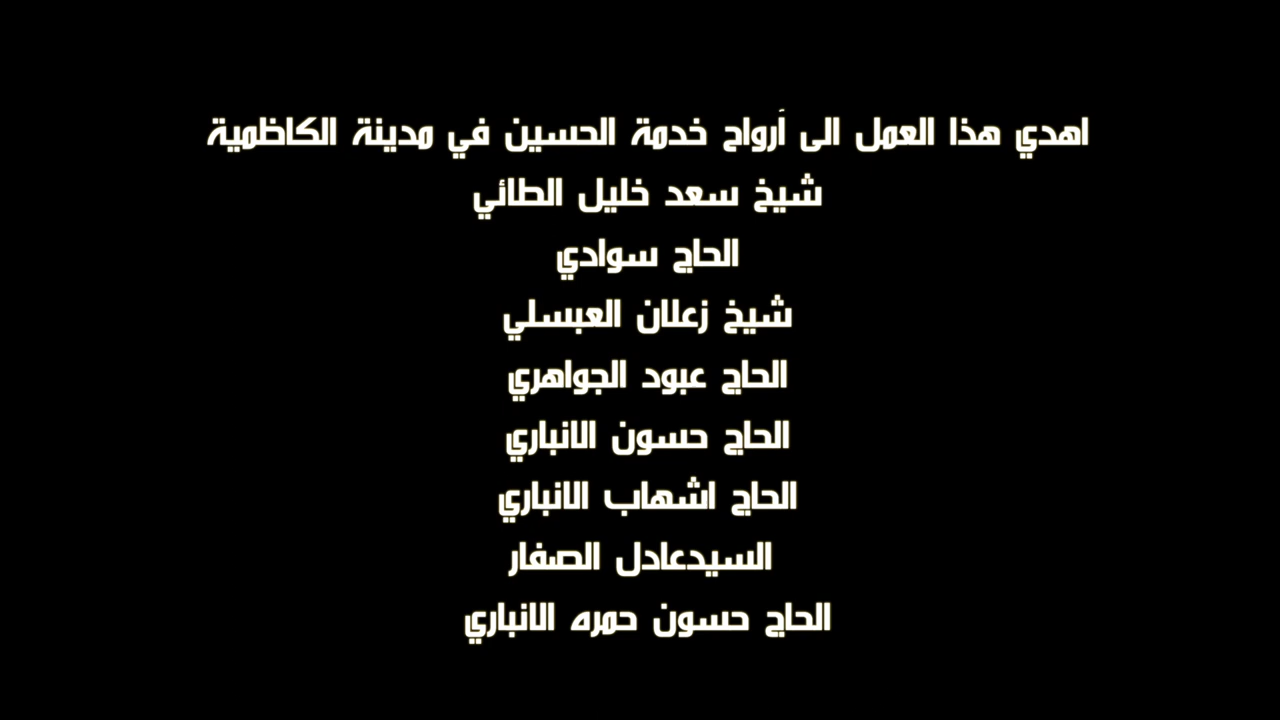 اهدي هذا العمل الى أرواح خدمة الحسين في مدينة الكاظمية
شيخ سعد خليل الطائي
الحاج سوادي
شيخ زعلان العبسلي
الحاج عبود الجواهري
الحاج حسون الانباري
الحاج اشهاب الانباري
السيدعادل الصفار
الحاج حسون حمره الانباري